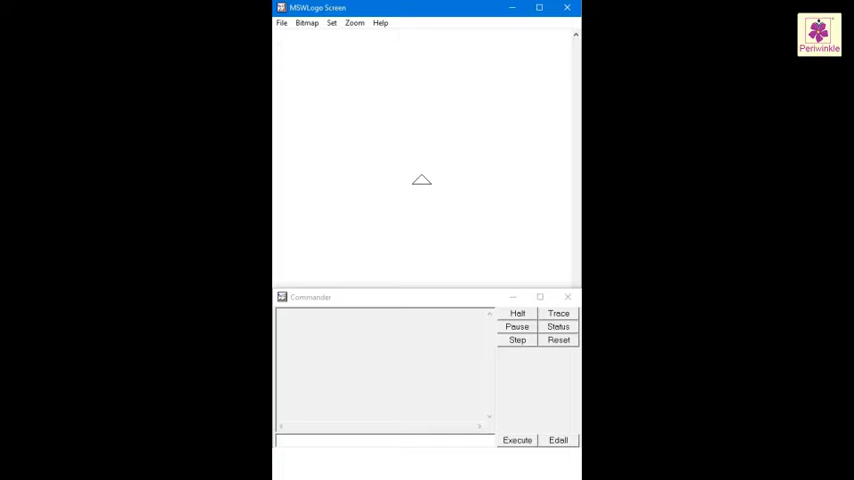 MSWLogo Screen
File Bitmap Set Zoom Help
Periwinkle
Commander
Halt Trace
Pause Status
Step Reset
Execute Edall